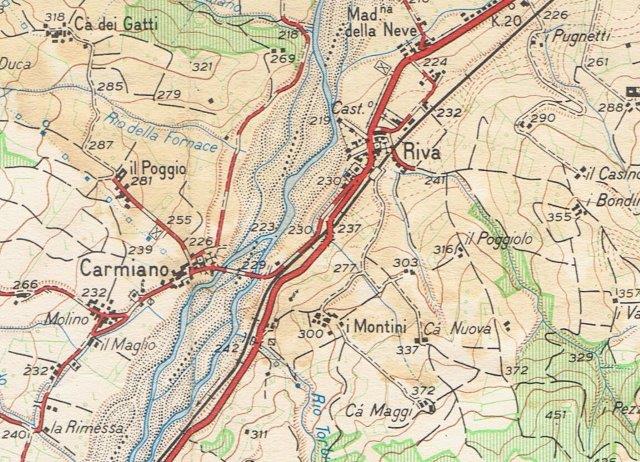 318
Cà dei Gatti
Mad.na
della Neve
K.20
226
i Pugnetti
218
269
224
261
Duca
321
285
279
Cast.o
232
288
Rio della Fornace
219
290
287
il Poggio
281
Riva
241
il Casino
i Bondini
230
355
255
223
230
237
il Poggiolo
239
226
316
Carmiano
229
277
303
266
232
357
Molino
300
i Montini
Cà Nuova
il Maglio
242
337
329
232
372
372
Cà Maggi
451
240
la Rimessa
311
Rio